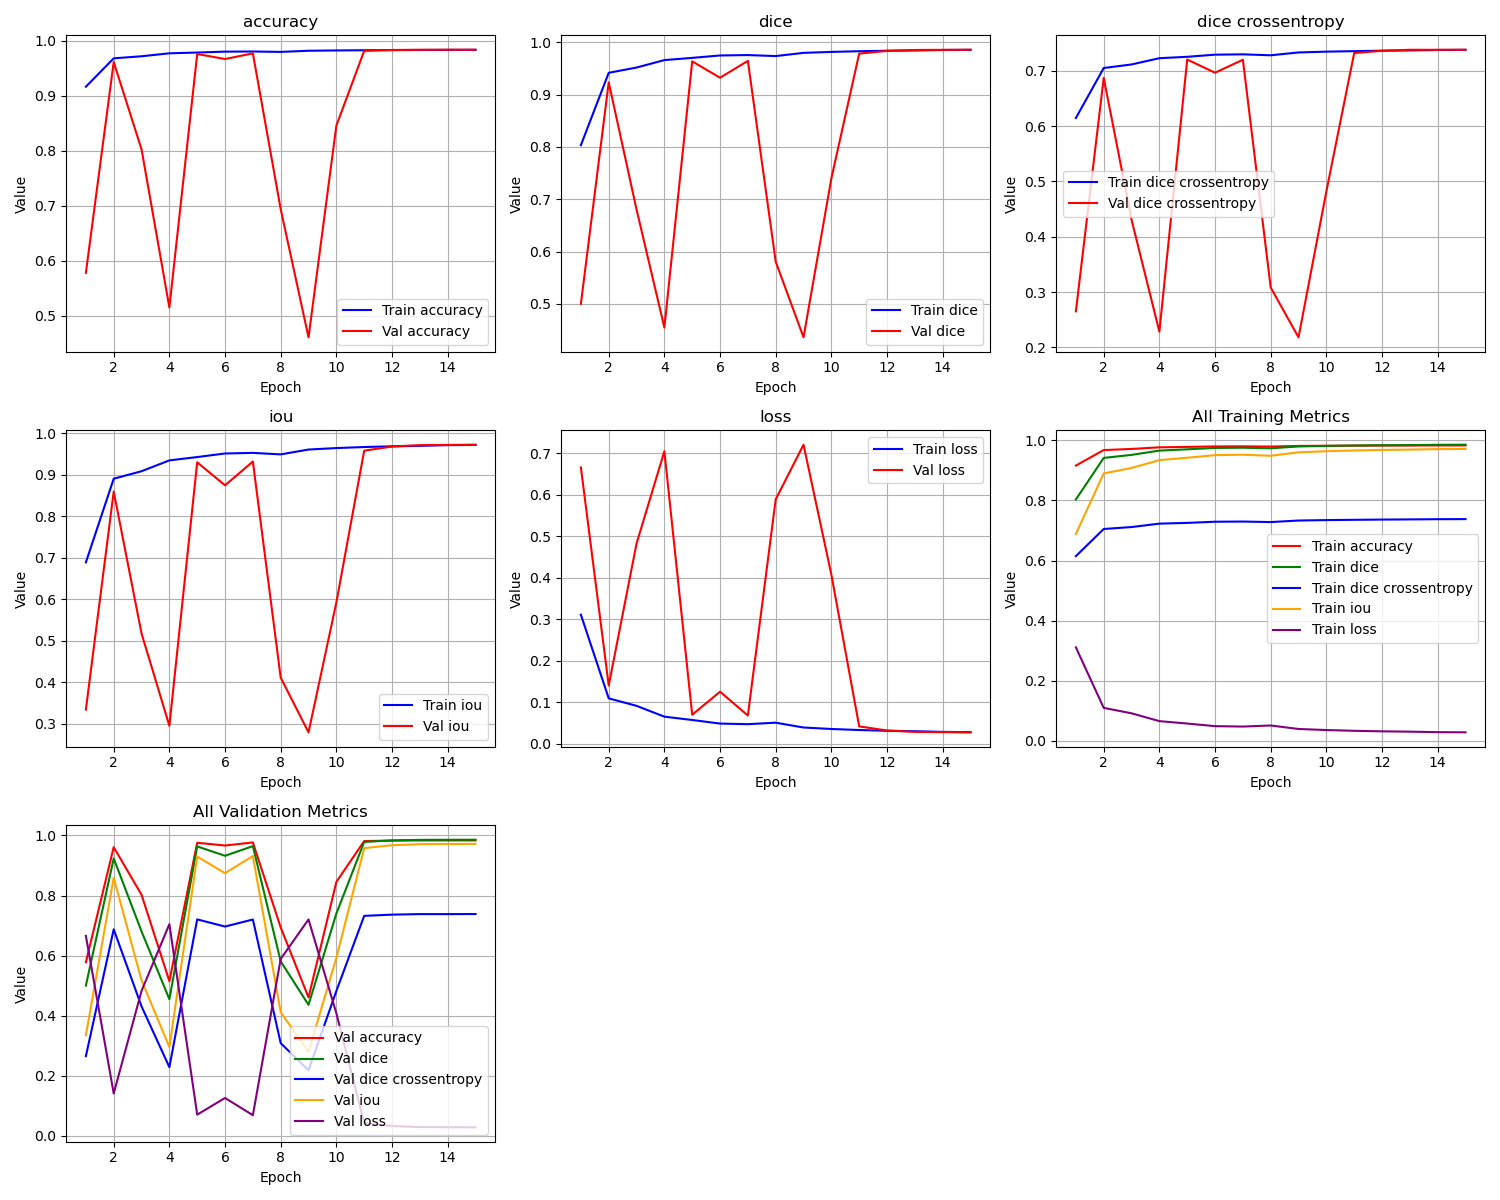 accuracy
Value
1.0
0.9
0.8
0.7
0.6
0.5
Train accuracy
Val accuracy
2 4 6 8 10 12 14
Epoch
dice
Value
1.0
0.9
0.8
0.7
0.6
0.5
Train dice
Val dice
2 4 6 8 10 12 14
Epoch
dice crossentropy
Value
0.7
0.6
0.5
0.4
0.3
0.2
Train dice crossentropy
Val dice crossentropy
2 4 6 8 10 12 14
Epoch
iou
Value
1.0
0.9
0.8
0.7
0.6
0.5
0.4
0.3
Train iou
Val iou
2 4 6 8 10 12 14
Epoch
loss
Value
0.7
0.6
0.5
0.4
0.3
0.2
0.1
0.0
Train loss
Val loss
2 4 6 8 10 12 14
Epoch
All Training Metrics
Value
1.0
0.8
0.6
0.4
0.2
0.0
Train accuracy
Train dice
Train dice crossentropy
Train iou
Train loss
2 4 6 8 10 12 14
Epoch
All Validation Metrics
Value
1.0
0.8
0.6
0.4
0.2
0.0
Val accuracy
Val dice
Val dice crossentropy
Val iou
Val loss
2 4 6 8 10 12 14
Epoch